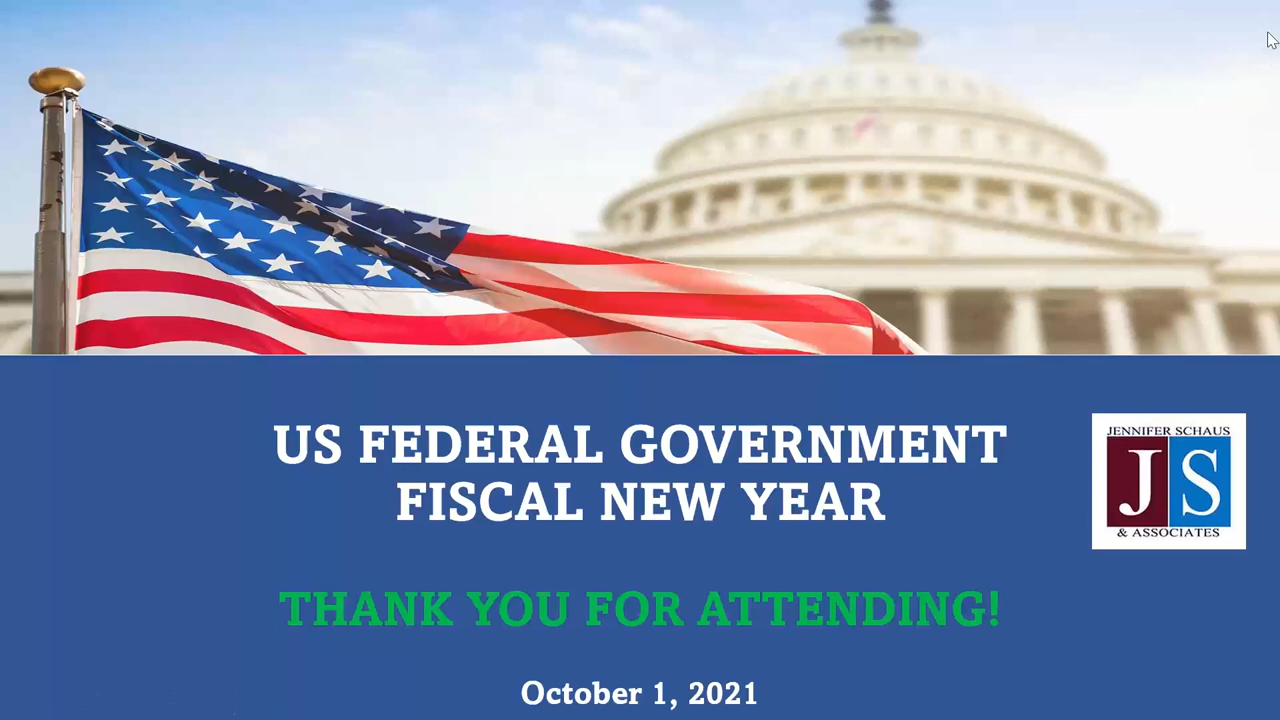 US FEDERAL GOVERNMENT
FISCAL NEW YEAR
JENNIFER SCHAUS
JS
& ASSOCIATES
THANK YOU FOR ATTENDING!
October 1, 2021